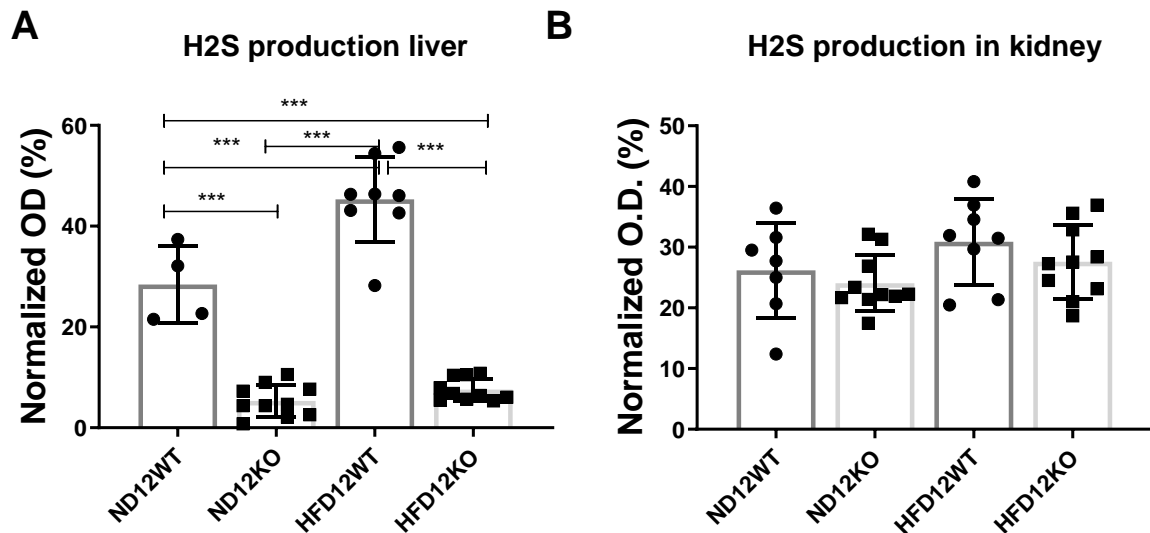 A
H2S production liver
Normalized OD (%)
60
40
20
0
***
***
***
***
***
ND12WT
ND12KO
HFD12WT
HFD12KO
B
H2S production in kidney
Normalized O.D. (%)
50
40
30
20
10
0
ND12WT
ND12KO
HFD12WT
HFD12KO